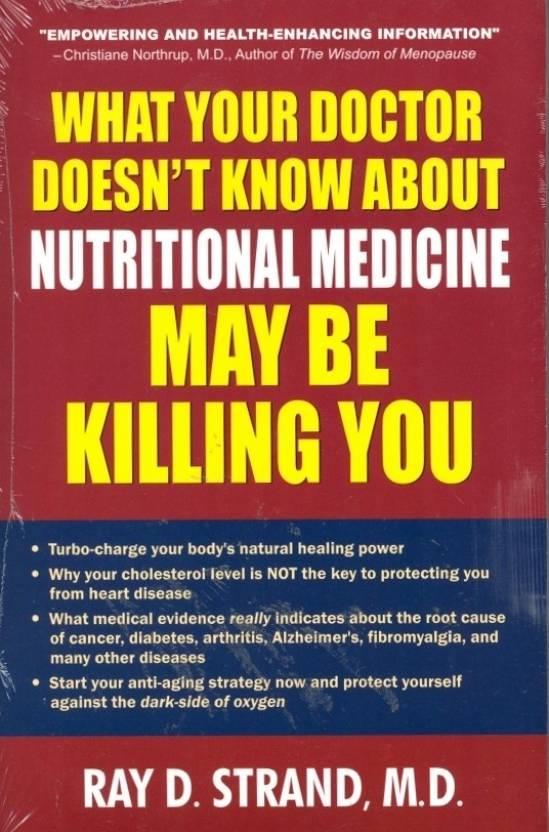 "EMPOWERING AND HEALTH-ENHANCING INFORMATION"
–Christiane Northrup, M.D., Author of The Wisdom of Menopause
WHAT YOUR DOCTOR
DOESN'T KNOW ABOUT
NUTRITIONAL MEDICINE
MAY BE
KILLING YOU
• Turbo-charge your body's natural healing power
• Why your cholesterol level is NOT the key to protecting you
from heart disease
• What medical evidence really indicates about the root cause
of cancer, diabetes, arthritis, Alzheimer's, fibromyalgia, and
many other diseases
• Start your anti-aging strategy now and protect yourself
against the dark-side of oxygen
RAY D. STRAND, M.D.